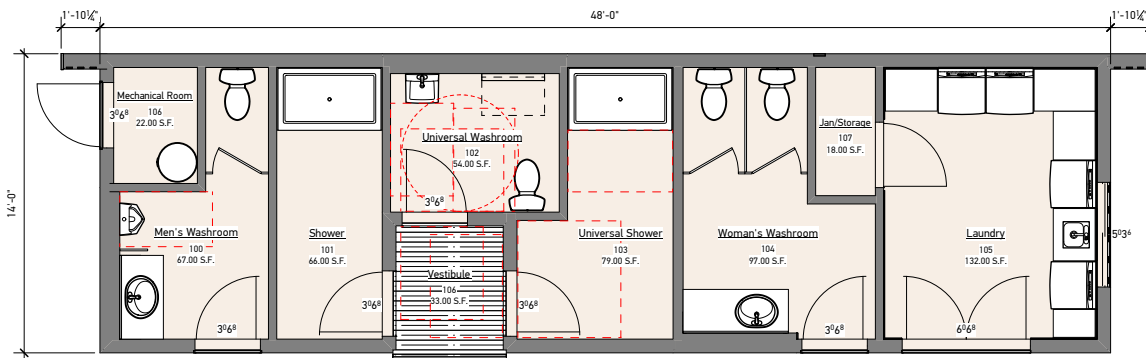 1'-10¼"
48'-0"
1'-10¼"
14'-0"
Mechanical Room
106
22.00 S.F.
3⁰6⁸
Men's Washroom
100
67.00 S.F.
3⁰6⁸
Shower
101
66.00 S.F.
3⁰6⁸
Universal Washroom
102
54.00 S.F.
3⁰6⁸
Vestibule
106
33.00 S.F.
Universal Shower
103
79.00 S.F.
3⁰6⁸
Woman's Washroom
104
97.00 S.F.
3⁰6⁸
Jan/Storage
107
18.00 S.F.
Laundry
105
132.00 S.F.
6⁰6⁸
5⁰3⁶